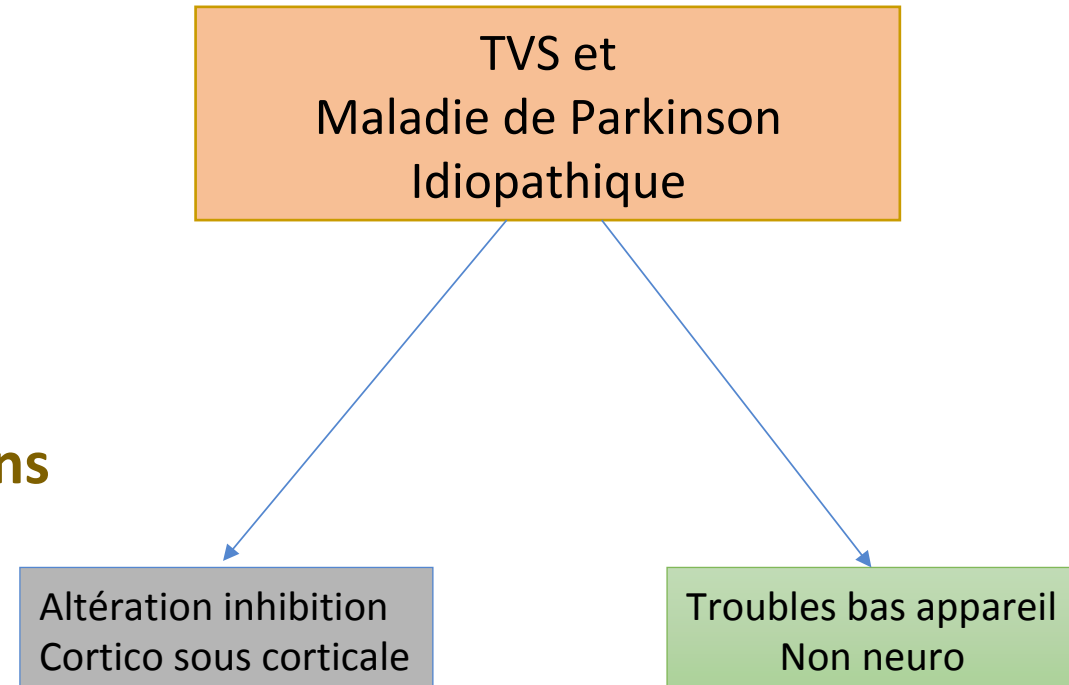 TVS et
Maladie de Parkinson
Idiopathique
ns
Altération inhibition
Cortico sous corticale
Troubles bas appareil
Non neuro